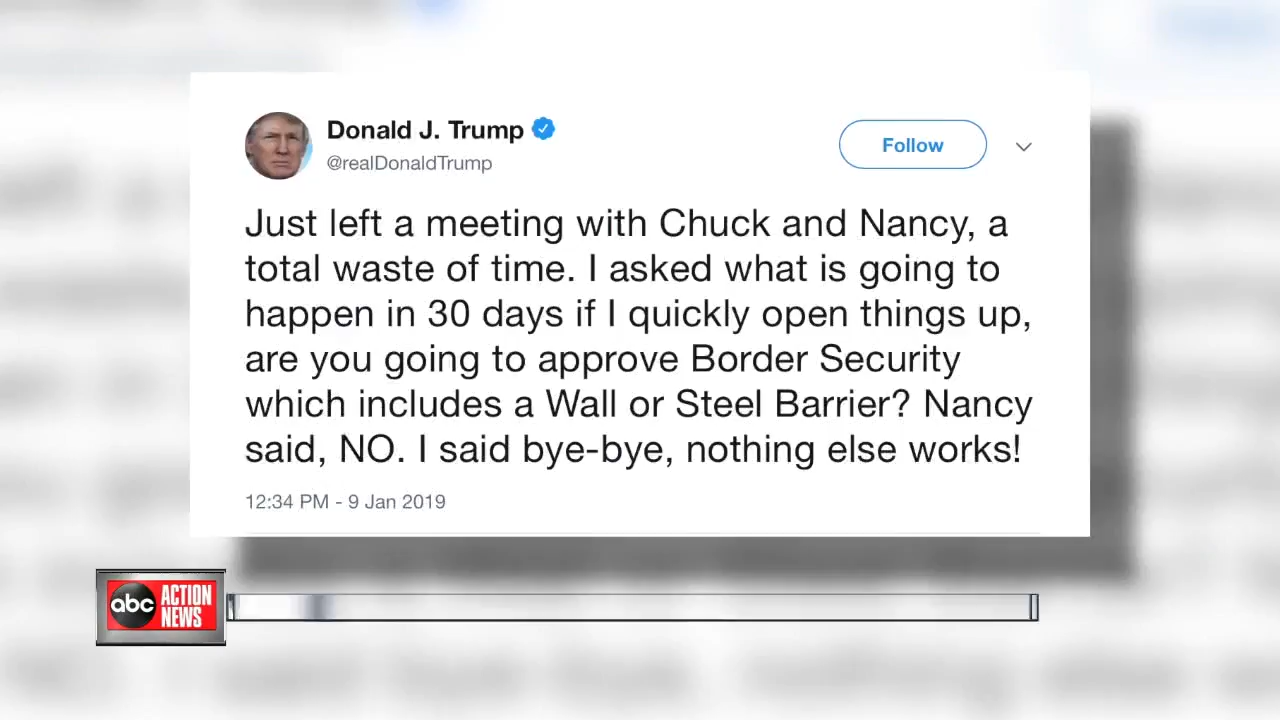 Donald J. Trump
@realDonaldTrump
Follow
Just left a meeting with Chuck and Nancy, a
total waste of time. I asked what is going to
happen in 30 days if I quickly open things up,
are you going to approve Border Security
which includes a Wall or Steel Barrier? Nancy
said, NO. I said bye-bye, nothing else works!
12:34 PM - 9 Jan 2019
abc ACTION
NEWS